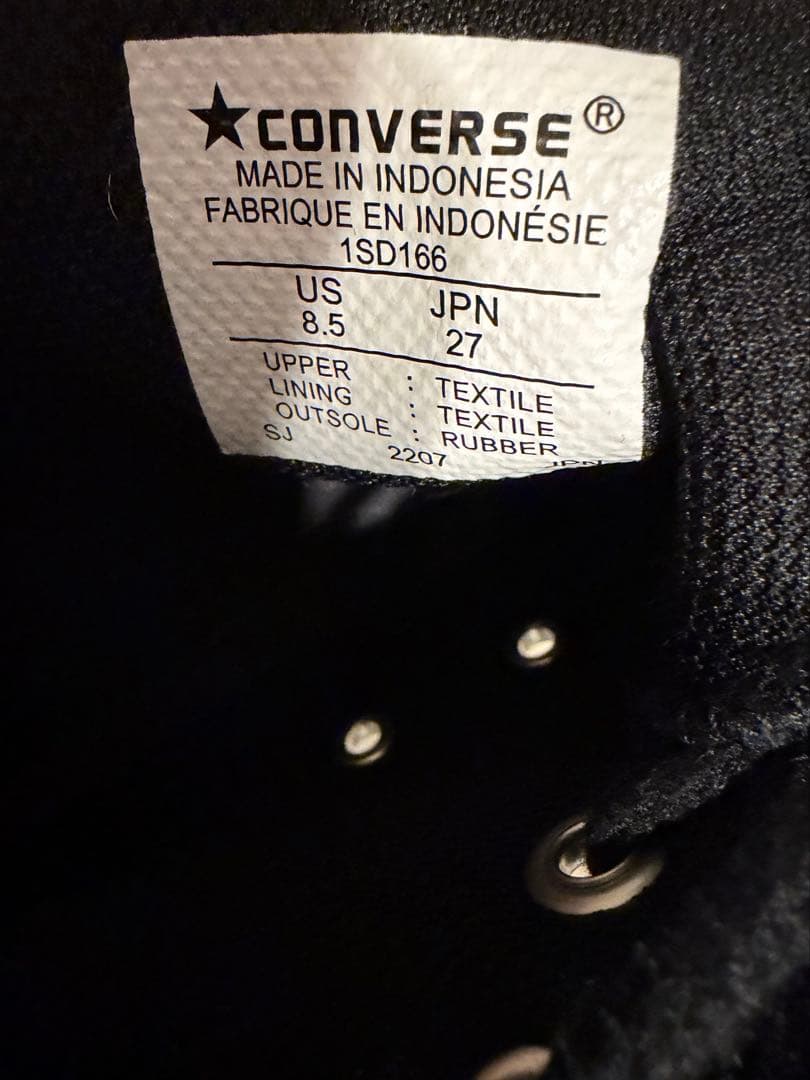 ★CONVERSE®
MADE IN INDONESIA
FABRIQUE EN INDONÉSIE
1SD166
US JPN
8.5 27
UPPER : TEXTILE
LINING : TEXTILE
OUTSOLE : RUBBER
SJ 2207 JPN